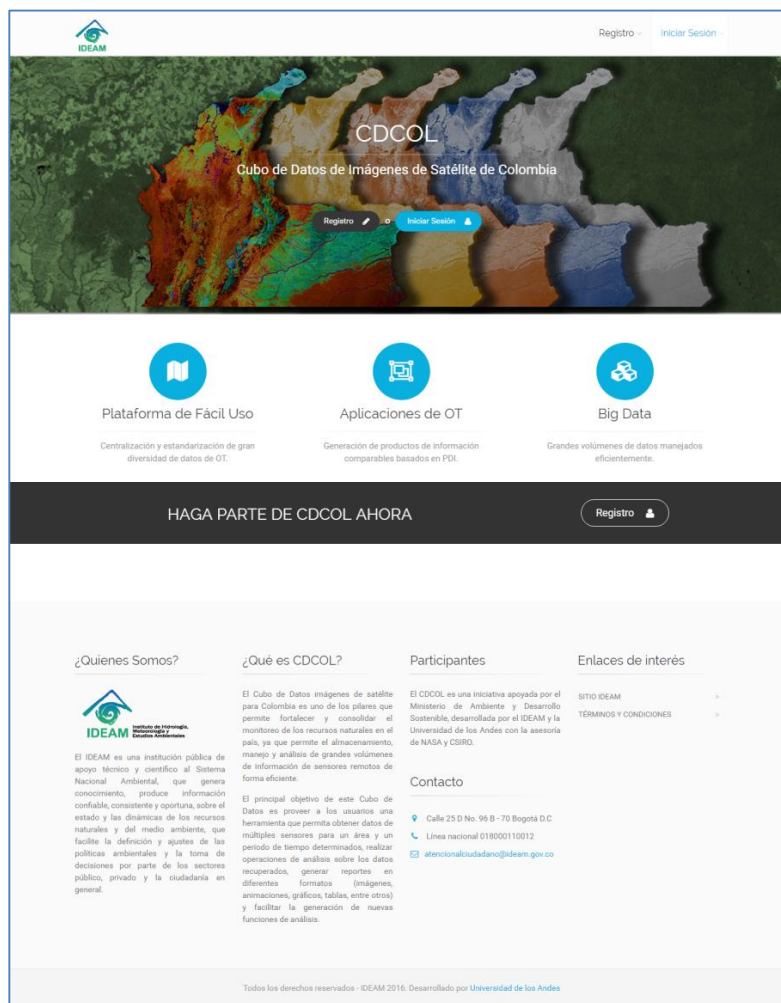 IDEAM
Registro
Iniciar Sesión
CDCOL
Cubo de Datos de Imágenes de Satélite de Colombia
Registro o Iniciar Sesión
Plataforma de Fácil Uso
Centralización y estandarización de gran
diversidad de datos de OT.
Aplicaciones de OT
Generación de productos de información
comparables basados en PDI.
Big Data
Grandes volúmenes de datos manejados
eficientemente.
HAGA PARTE DE CDCOL AHORA
Registro
¿Quienes Somos?
IDEAM
Instituto de Hidrología,
Meteorología y
Estudios Ambientales
El IDEAM es una institución pública de
apoyo técnico y científico al Sistema
Nacional Ambiental, que genera
conocimiento, produce información
confiable, consistente y oportuna, sobre el
estado y las dinámicas de los recursos
naturales y del medio ambiente, que
facilite la definición y ajustes de las
políticas ambientales y la toma de
decisiones por parte de los sectores
público, privado y la ciudadanía en
general.
¿Qué es CDCOL?
El Cubo de Datos imágenes de satélite
para Colombia es uno de los pilares que
permite fortalecer y consolidar el
monitoreo de los recursos naturales en el
país, ya que permite el almacenamiento,
manejo y análisis de grandes volúmenes
de información de sensores remotos de
forma eficiente.
El principal objetivo de este Cubo de
Datos es proveer a los usuarios una
herramienta que permita obtener datos de
múltiples sensores para un área y un
periodo de tiempo determinados, realizar
operaciones de análisis sobre los datos
recuperados, generar reportes en
diferentes formatos (imágenes,
animaciones, gráficos, tablas, entre otros)
y facilitar la generación de nuevas
funciones de análisis.
Participantes
El CDCOL es una iniciativa apoyada por el
Ministerio de Ambiente y Desarrollo
Sostenible, desarrollada por el IDEAM y la
Universidad de los Andes con la asesoría
de NASA y CSIRO.
Contacto
Calle 25 D No. 96 B - 70 Bogotá D.C
Línea nacional 018000110012
atencionalciudadano@ideam.gov.co
Enlaces de interés
SITIO IDEAM
TÉRMINOS Y CONDICIONES
Todos los derechos reservados - IDEAM 2016. Desarrollado por Universidad de los Andes